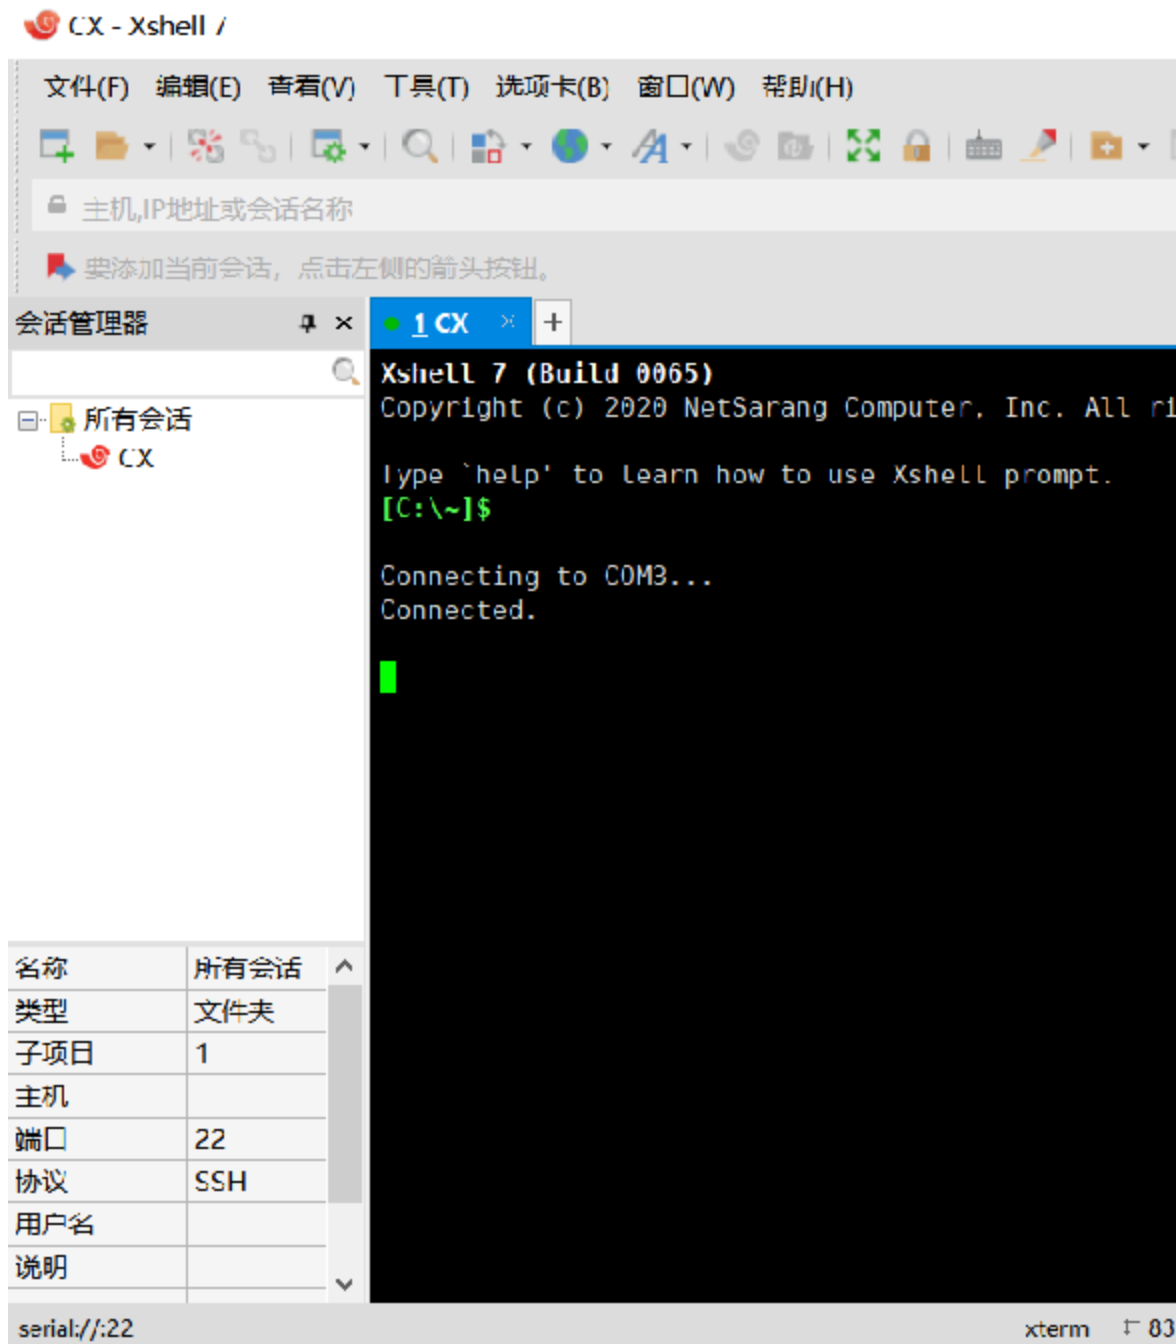 CX - Xshell 7
文件(F) 编辑(E) 查看(V) 工具(T) 选项卡(B) 窗口(W) 帮助(H)
主机,IP地址或会话名称
要添加当前会话，点击左侧的箭头按钮。
会话管理器
1 CX
Xshell 7 (Build 0065)
Copyright (c) 2020 NetSarang Computer, Inc. All ri
Type `help' to learn how to use Xshell prompt.
[C:\~]$
所有会话
CX
Connecting to COM3...
Connected.
名称 所有会话
类型 文件夹
子项目 1
主机
端口 22
协议 SSH
用户名
说明
serial://:22
xterm
83